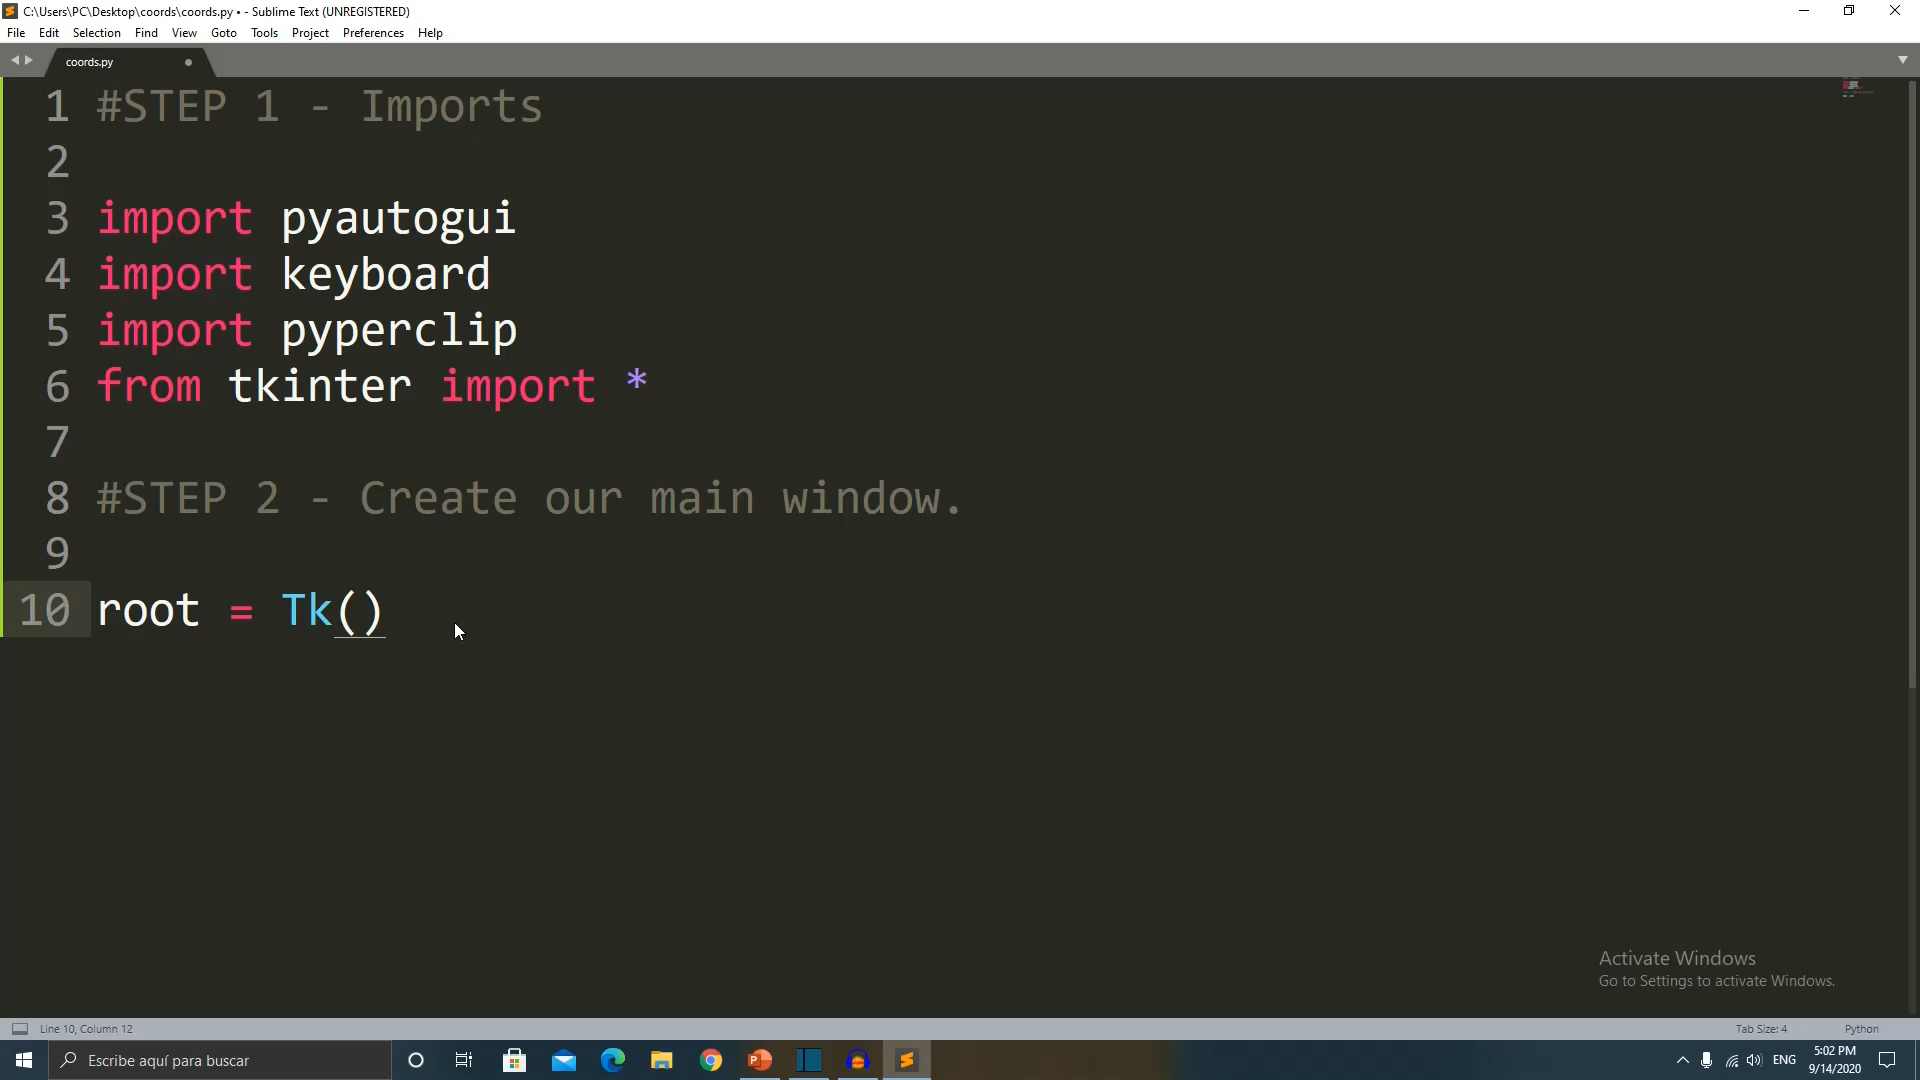 C:\Users\PC\Desktop\coords\coords.py • - Sublime Text (UNREGISTERED)
File Edit Selection Find View Goto Tools Project Preferences Help
coords.py
1 #STEP 1 - Imports
2
3 import pyautogui
4 import keyboard
5 import pyperclip
6 from tkinter import *
7
8 #STEP 2 - Create our main window.
9
10 root = Tk()
Activate Windows
Go to Settings to activate Windows.
Line 10, Column 12 Tab Size: 4 Python
Escribe aquí para buscar
ENG
5:02 PM
9/14/2020